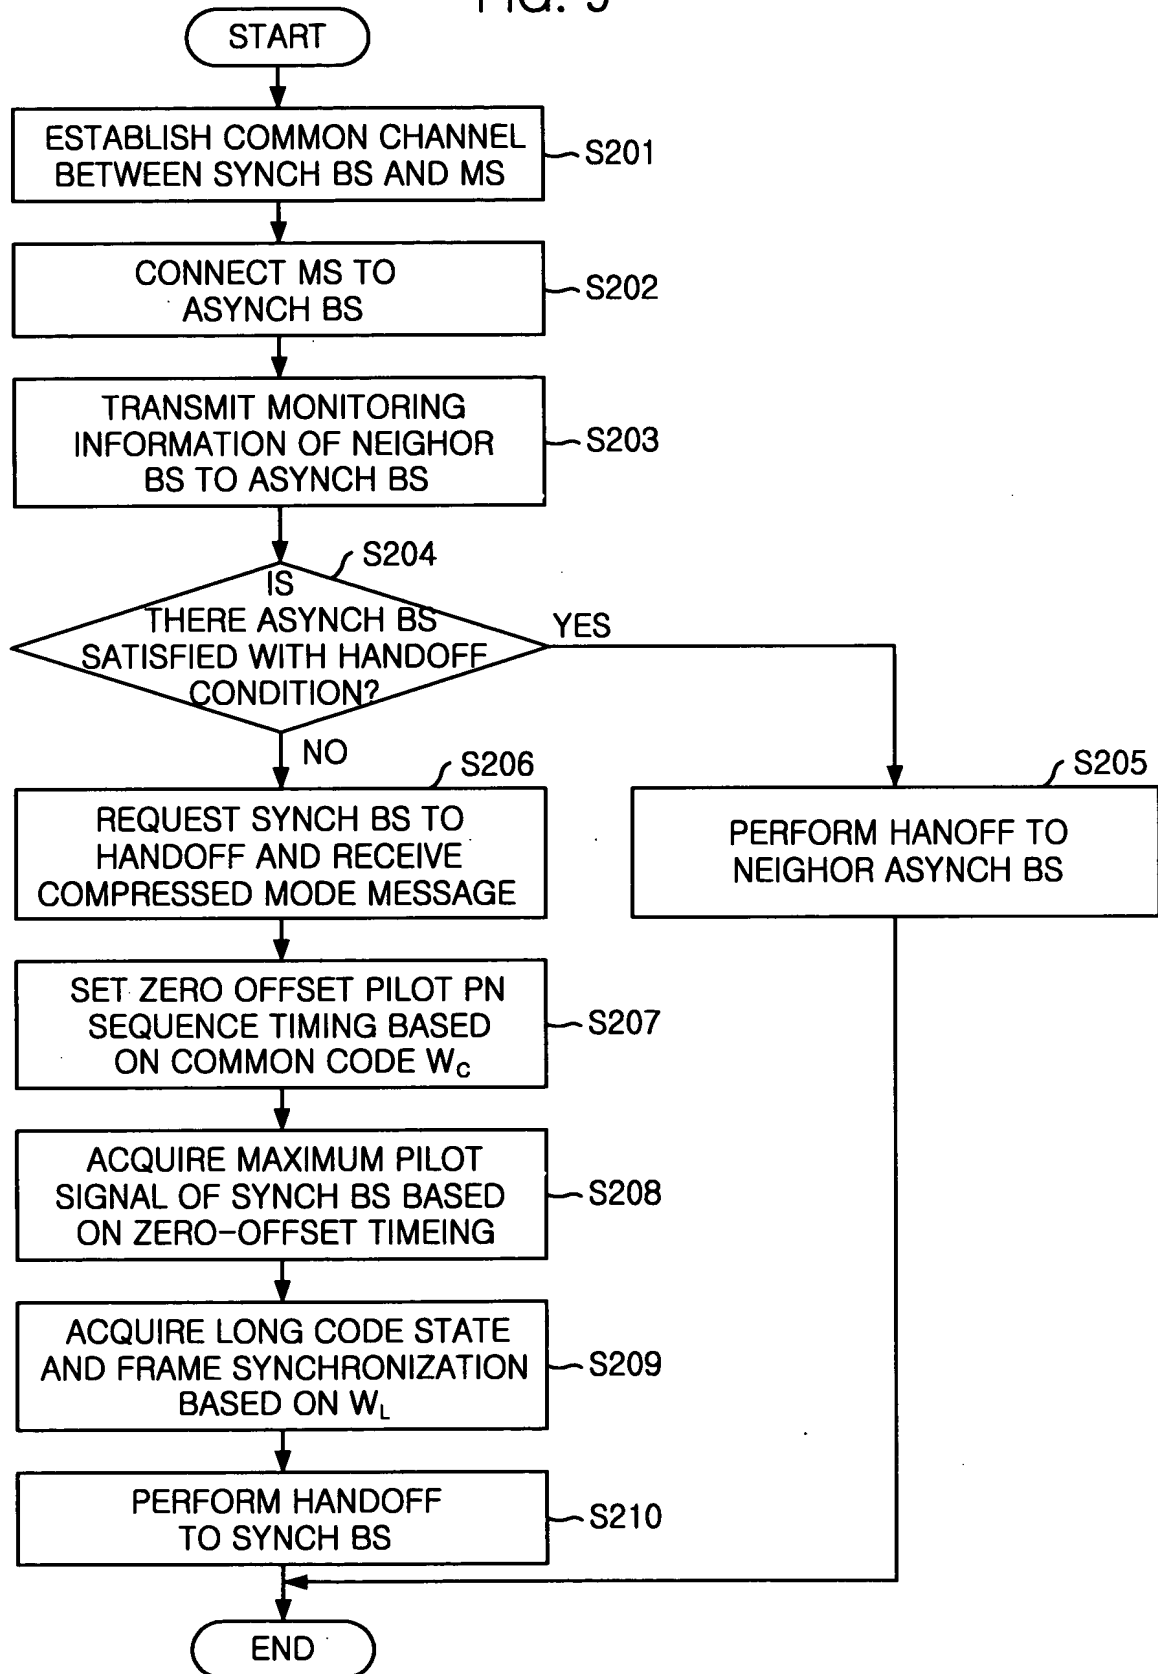 START
ESTABLISH COMMON CHANNEL
BETWEEN SYNCH BS AND MS
S201
CONNECT MS TO
ASYNCH BS
S202
TRANSMIT MONITORING
INFORMATION OF NEIGHOR
BS TO ASYNCH BS
S203
S204
IS
THERE ASYNCH BS
SATISFIED WITH HANDOFF
CONDITION?
YES
NO
S206
REQUEST SYNCH BS TO
HANDOFF AND RECEIVE
COMPRESSED MODE MESSAGE
S205
PERFORM HANOFF TO
NEIGHOR ASYNCH BS
SET ZERO OFFSET PILOT PN
SEQUENCE TIMING BASED
ON COMMON CODE WC
S207
ACQUIRE MAXIMUM PILOT
SIGNAL OF SYNCH BS BASED
ON ZERO-OFFSET TIMEING
S208
ACQUIRE LONG CODE STATE
AND FRAME SYNCHRONIZATION
BASED ON WL
S209
PERFORM HANDOFF
TO SYNCH BS
S210
END